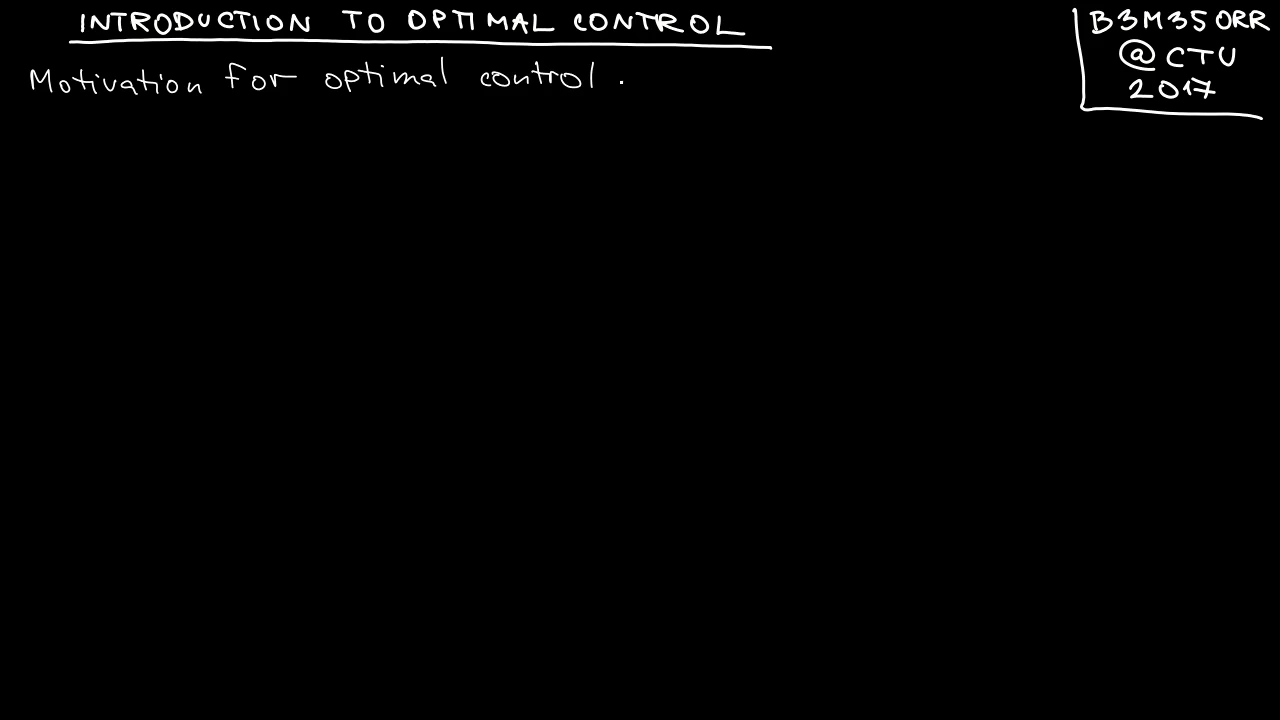 INTRODUCTION TO OPTIMAL CONTROL
B3M35ORR
@CTU
2017
Motivation for optimal control.